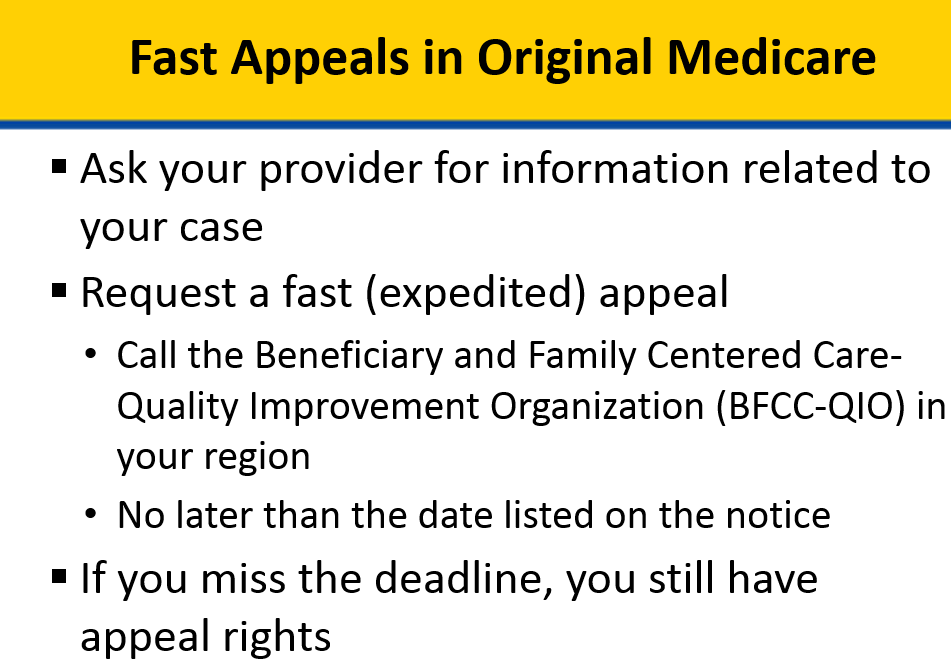 Fast Appeals in Original Medicare
▪ Ask your provider for information related to
your case
▪ Request a fast (expedited) appeal
• Call the Beneficiary and Family Centered Care-
Quality Improvement Organization (BFCC-QIO) in
your region
• No later than the date listed on the notice
▪ If you miss the deadline, you still have
appeal rights